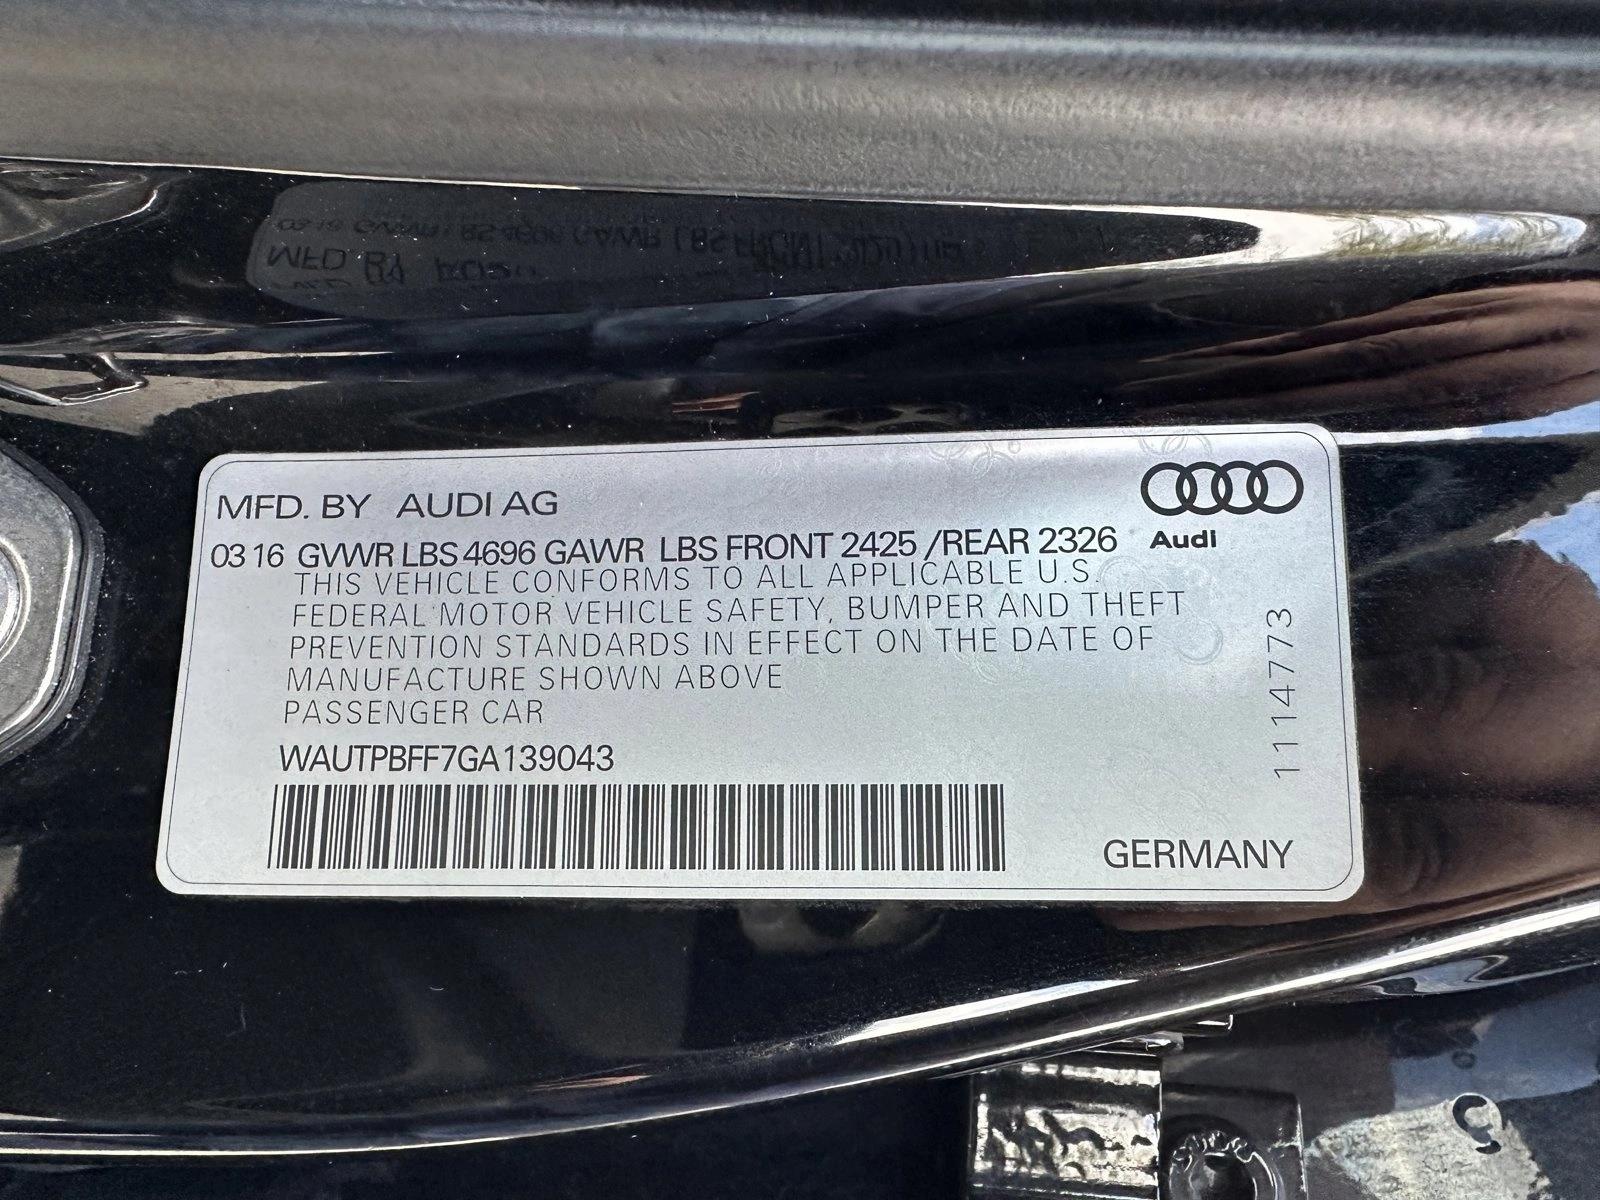 MFD. BY AUDI AG
03 16 GVWR LBS 4696 GAWR LBS FRONT 2425 /REAR 2326
Audi
THIS VEHICLE CONFORMS TO ALL APPLICABLE U.S.
FEDERAL MOTOR VEHICLE SAFETY, BUMPER AND THEFT
PREVENTION STANDARDS IN EFFECT ON THE DATE OF
MANUFACTURE SHOWN ABOVE
PASSENGER CAR
WAUTPBFF7GA139043
1114773
GERMANY